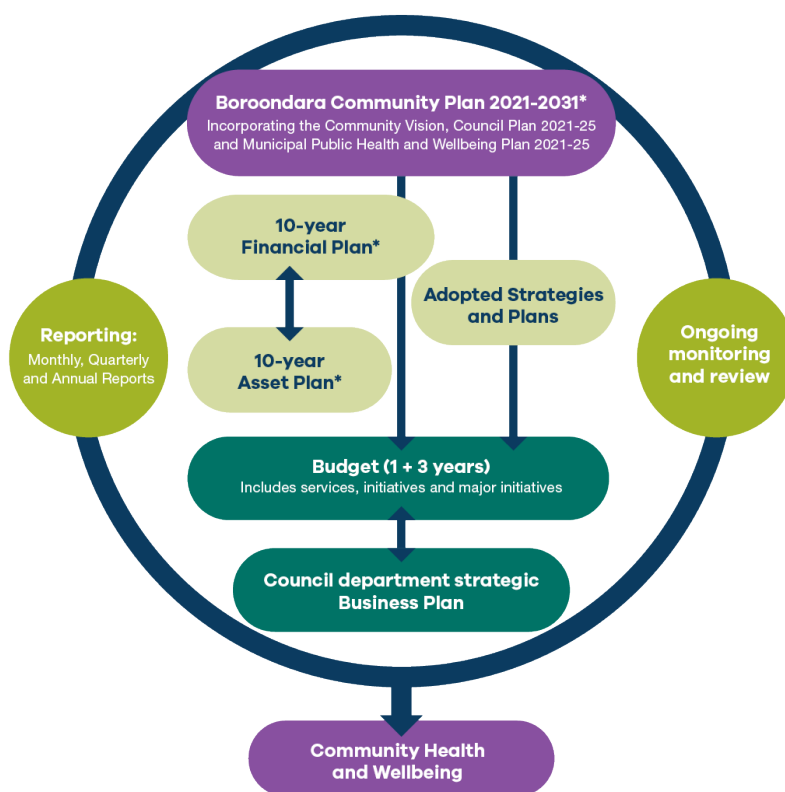 Boroondara Community Plan 2021-2031*
Incorporating the Community Vision, Council Plan 2021-25
and Municipal Public Health and Wellbeing Plan 2021-25
10-year
Financial Plan*
Adopted Strategies
and Plans
Reporting:
Monthly, Quarterly
and Annual Reports
10-year
Asset Plan*
Ongoing
monitoring
and review
Budget (1 + 3 years)
Includes services, initiatives and major initiatives
Council department strategic
Business Plan
Community Health
and Wellbeing